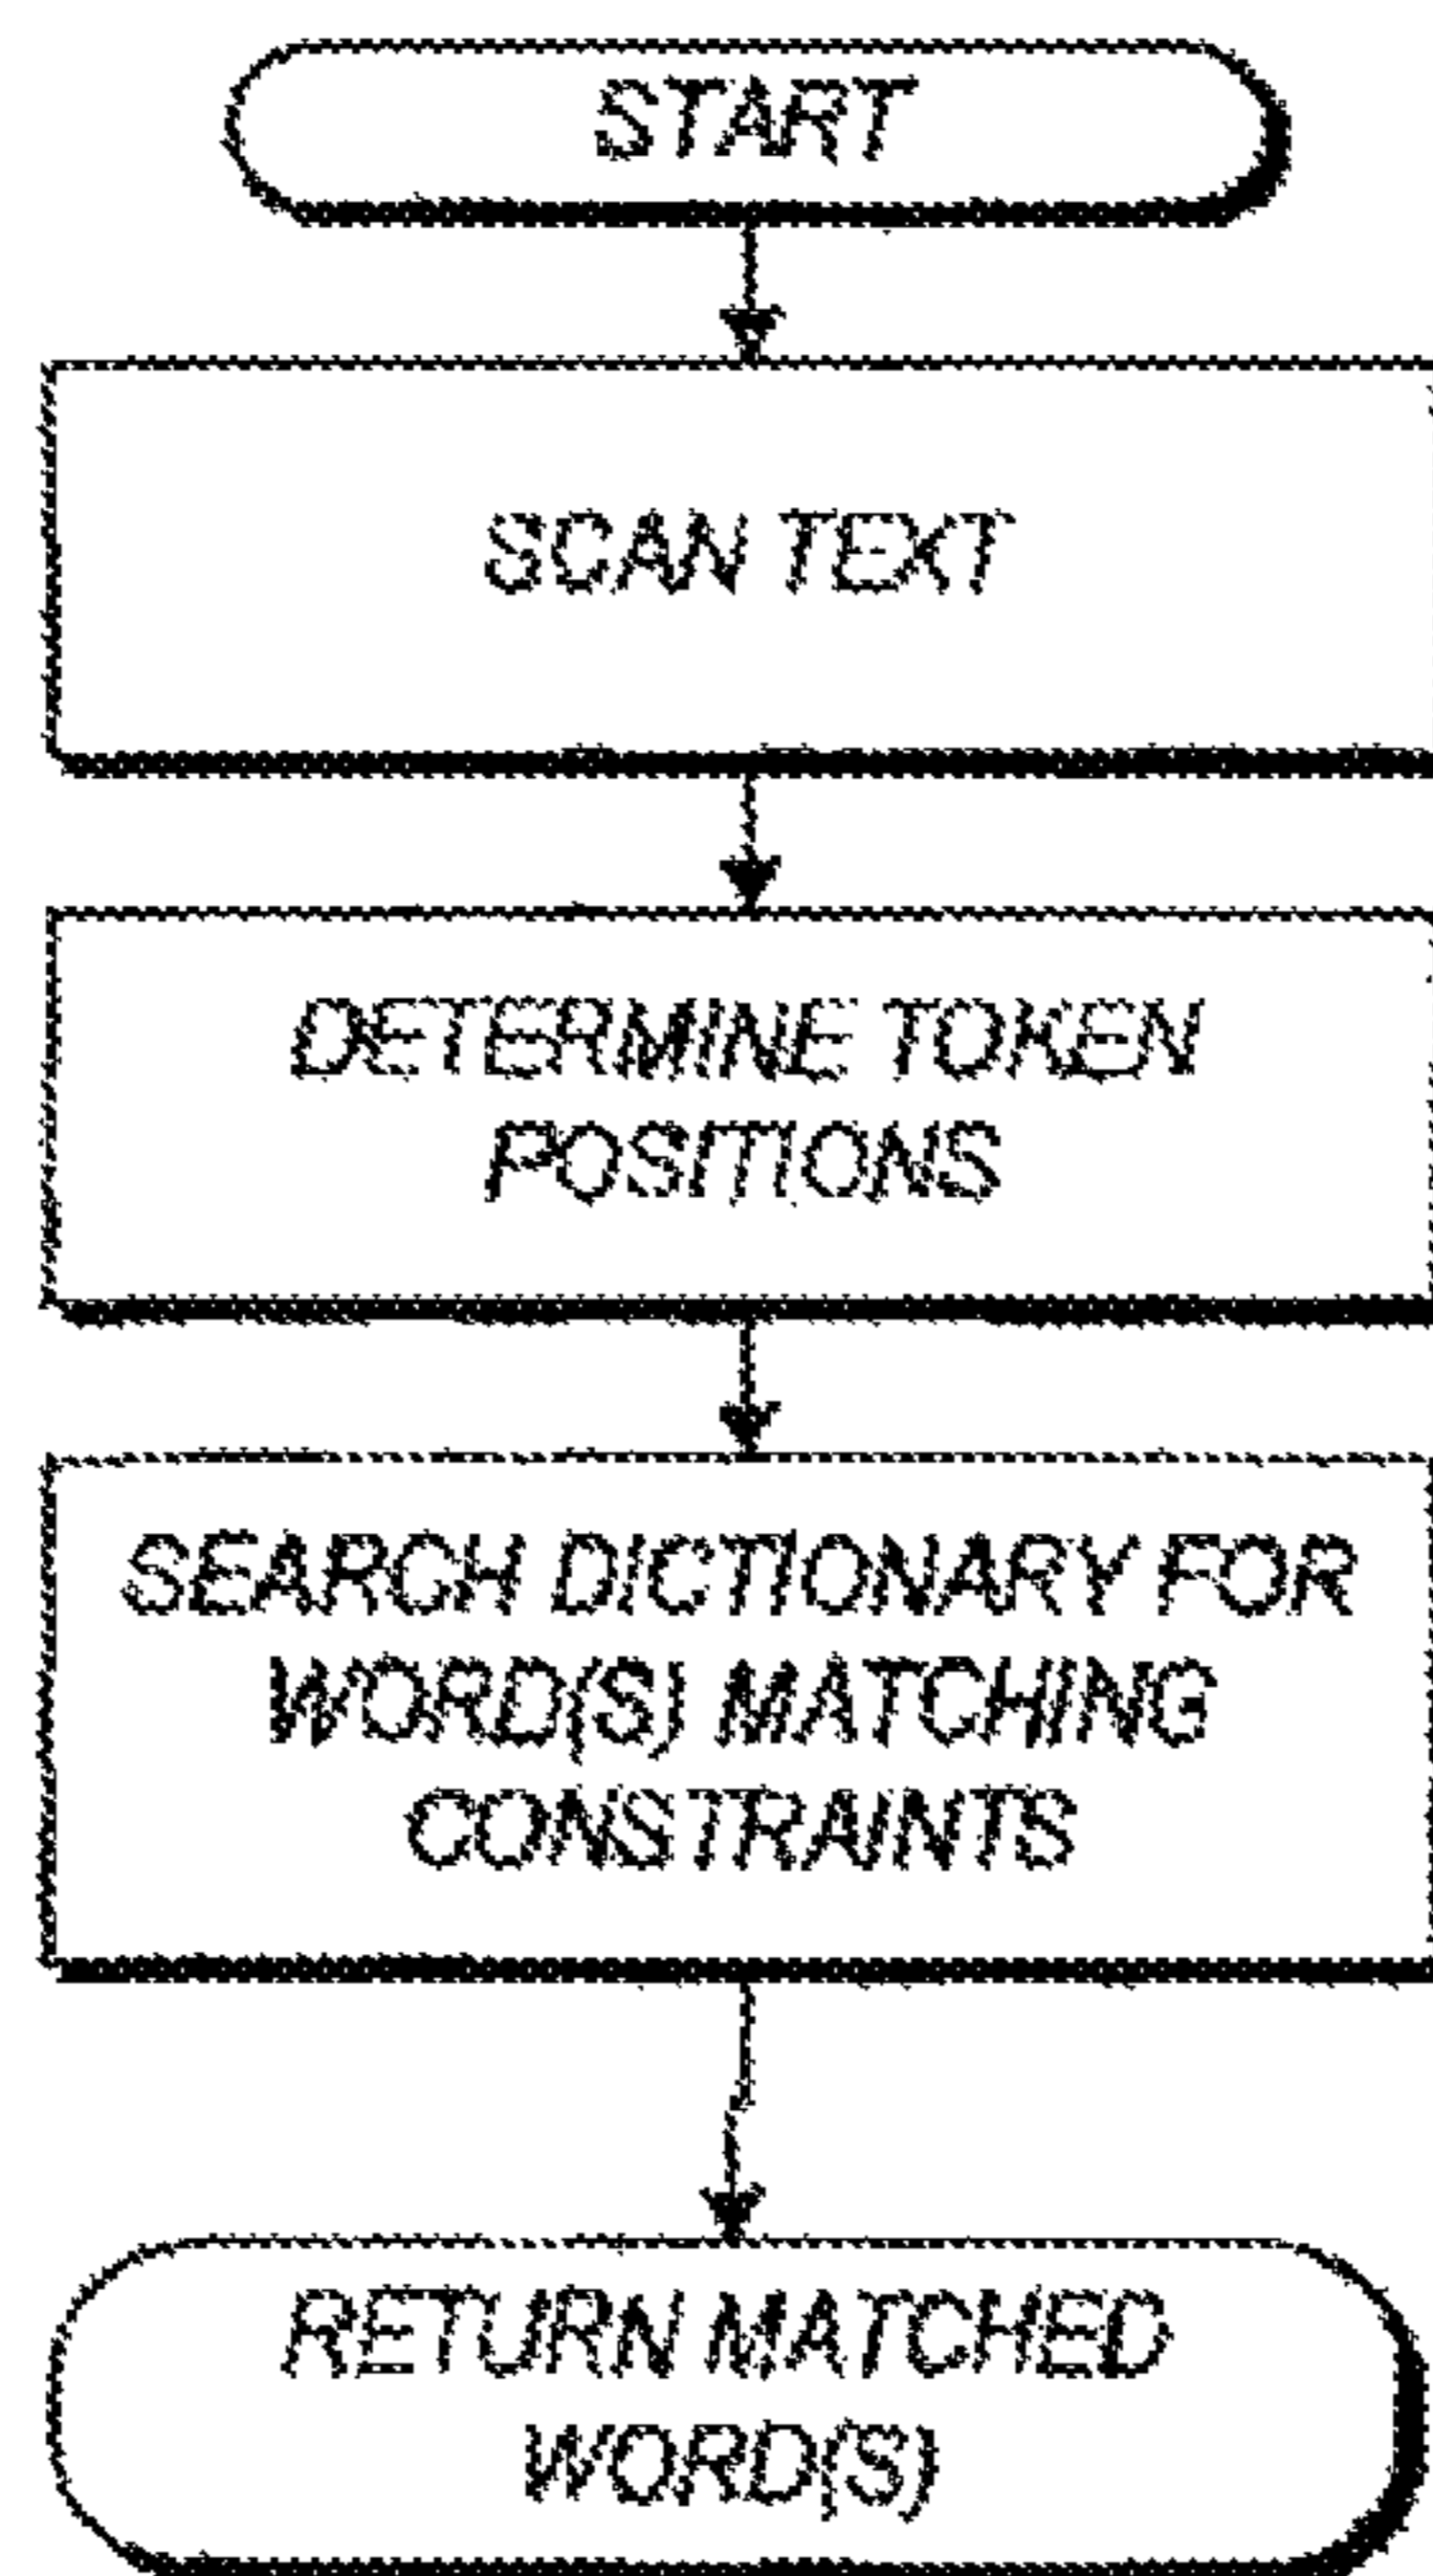 START
SCAN TEXT
DETERMINE TOKEN
POSITIONS
SEARCH DICTIONARY FOR
WORD(S) MATCHING
CONSTRAINTS
RETURN MATCHED
WORD(S)